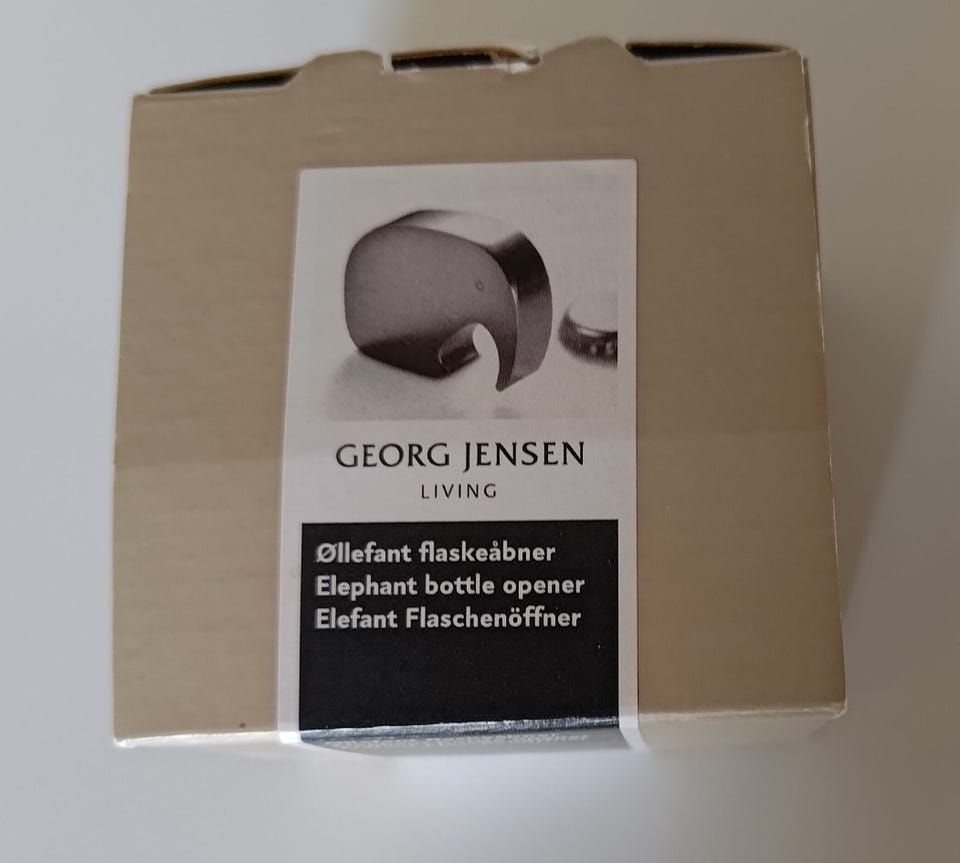 GEORG JENSEN
LIVING
Øllefant flaskeåbner
Elephant bottle opener
Elefant Flaschenöffner